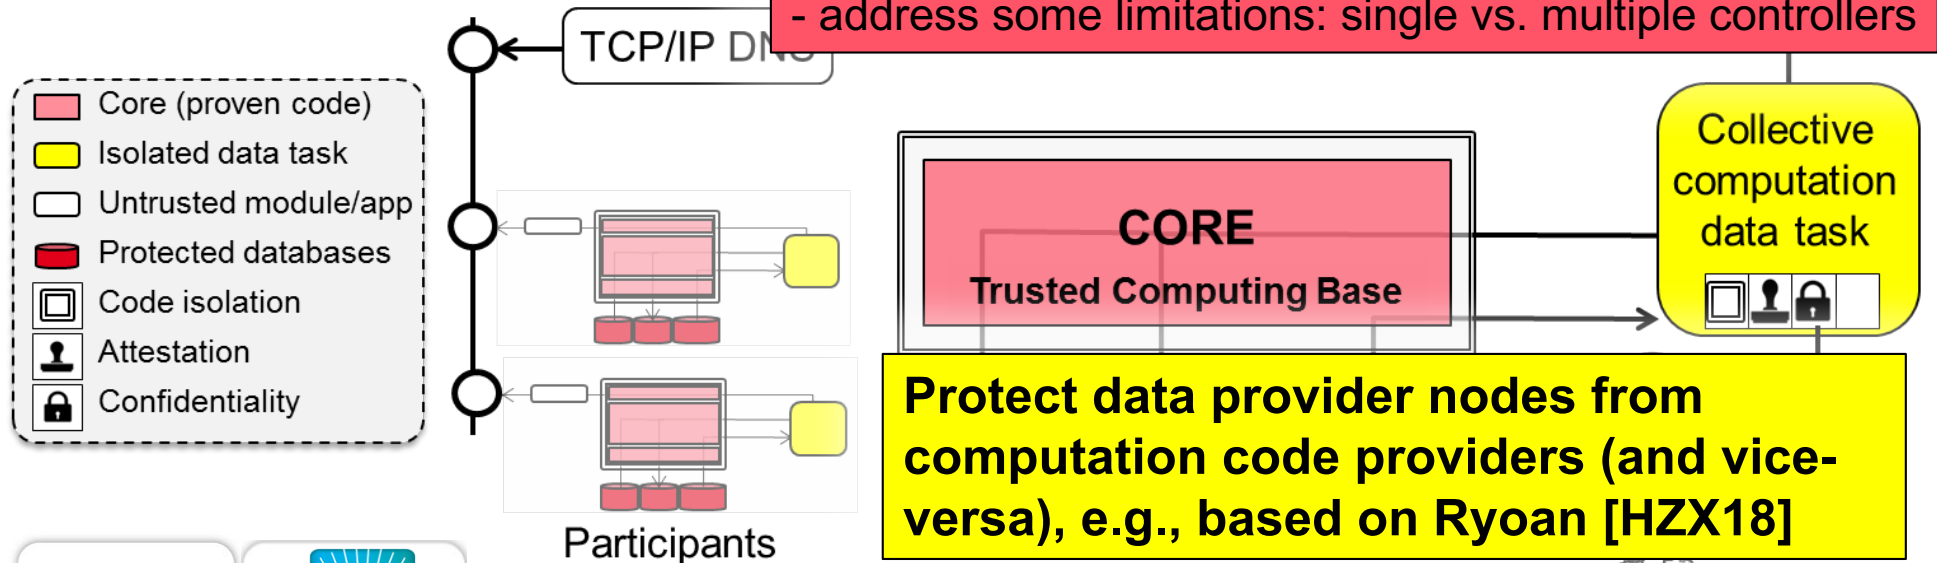 - address some limitations: single vs. multiple controllers
TCP/IP DNS
Core (proven code)
Isolated data task
Untrusted module/app
Protected databases
Code isolation
Attestation
Confidentiality
CORE
Trusted Computing Base
Collective
computation
data task
Protect data provider nodes from
computation code providers (and vice-
versa), e.g., based on Ryoan [HZX18]
Participants